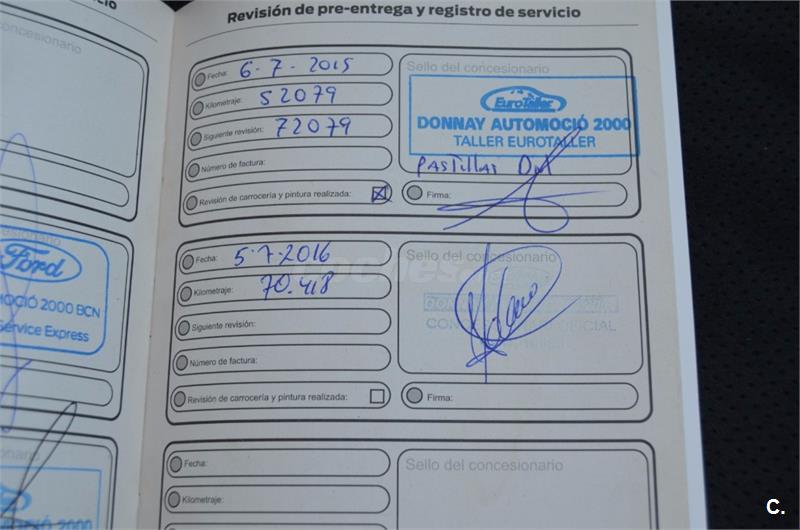 Revisión de pre-entrega y registro de servicio
Fecha: 6-7-2015
Kilometraje: 52079
Siguiente revisión: 72079
Número de factura:
Revisión de carrocería y pintura realizada:
Sello del concesionario
EuroTaller
DONNAY AUTOMOCIÓ 2000
TALLER EUROTALLER
PASTILLAS DM
Firma:
Fecha: 5-7-2016
Kilometraje: 70.418
Siguiente revisión:
Número de factura:
Revisión de carrocería y pintura realizada:
Sello del concesionario
Firma:
Fecha:
Kilometraje:
Sello del concesionario
Ford
MOCIÓ 2000 BCN
Service Express
coches
C.